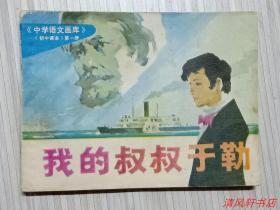 《中学语文画库》
（初中课本）第一册
我的叔叔于勒
清风轩书店